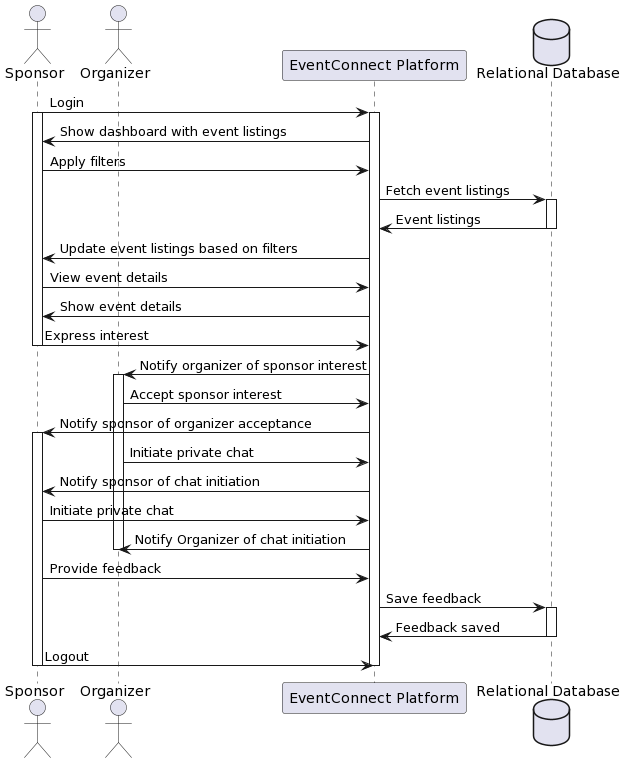 Sponsor Organizer EventConnect Platform Relational Database
Login
Show dashboard with event listings
Apply filters
Fetch event listings
Event listings
Update event listings based on filters
View event details
Show event details
Express interest
Notify organizer of sponsor interest
Accept sponsor interest
Notify sponsor of organizer acceptance
Initiate private chat
Notify sponsor of chat initiation
Initiate private chat
Notify Organizer of chat initiation
Provide feedback
Save feedback
Feedback saved
Logout
Sponsor Organizer EventConnect Platform Relational Database